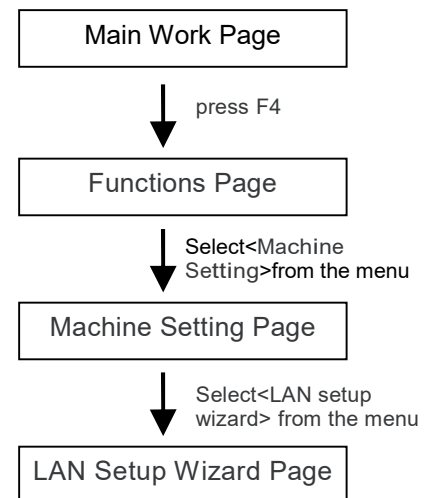 Main Work Page
press F4
Functions Page
Select<Machine
Setting>from the menu
Machine Setting Page
Select<LAN setup
wizard> from the menu
LAN Setup Wizard Page